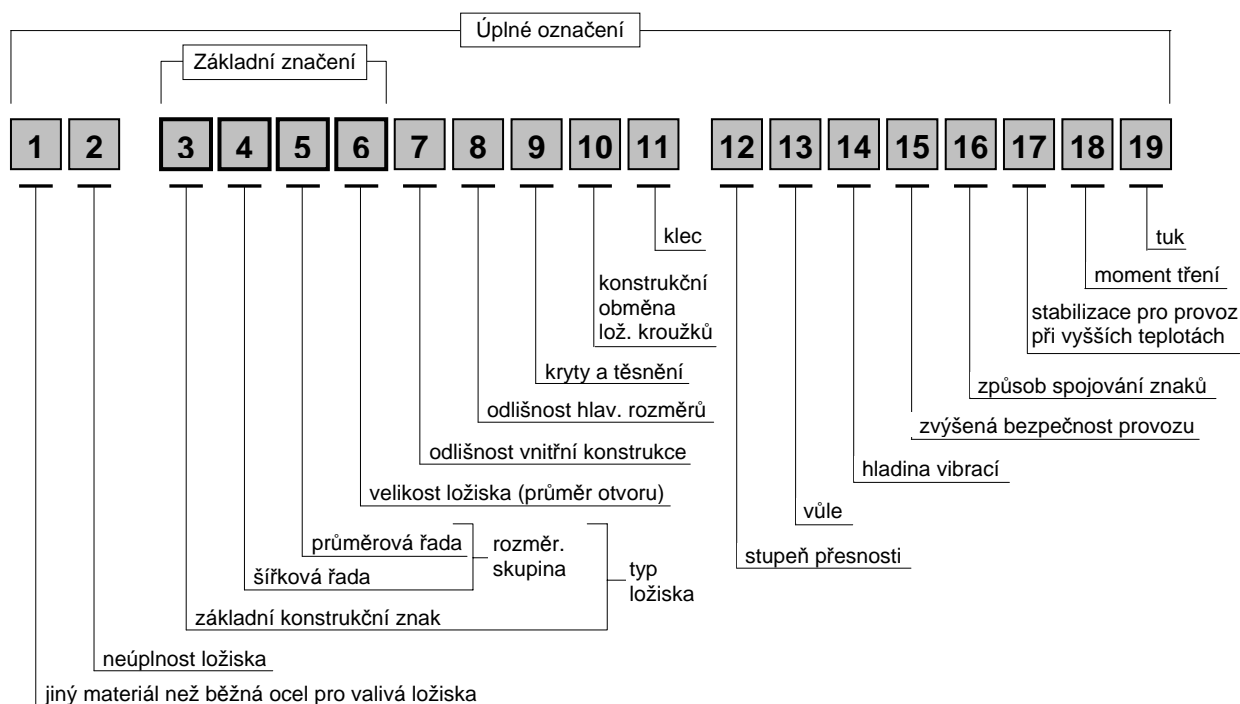 Úplné označení
Základní značení
1 2 3 4 5 6 7 8 9 10 11 12 13 14 15 16 17 18 19
klec
tuk
moment tření
konstrukční
obměna
lož. kroužků
stabilizace pro provoz
při vyšších teplotách
kryty a těsnění
způsob spojování znaků
odlišnost hlav. rozměrů
zvýšená bezpečnost provozu
odlišnost vnitřní konstrukce
hladina vibrací
velikost ložiska (průměr otvoru)
vůle
průměrová řada
rozměr.
skupina
stupeň přesnosti
šířková řada
typ
ložiska
základní konstrukční znak
neúplnost ložiska
jiný materiál než běžná ocel pro valivá ložiska